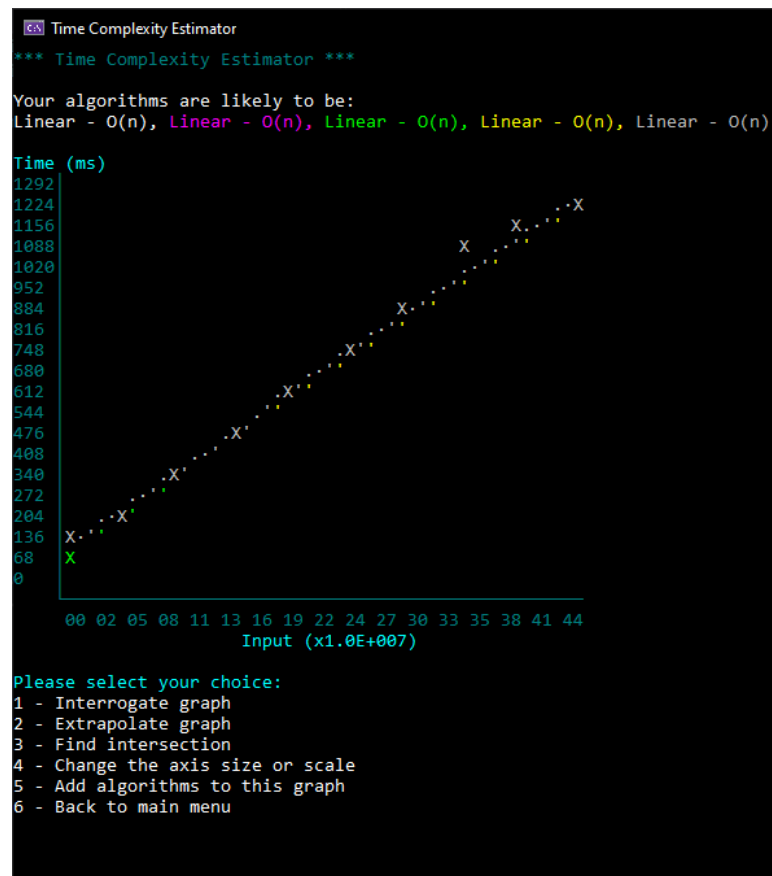 Time Complexity Estimator
*** Time Complexity Estimator ***
Your algorithms are likely to be:
Linear - O(n), Linear - O(n), Linear - O(n), Linear - O(n), Linear - O(n)
Time (ms)
1292
1224
1156
1088
1020
952
884
816
748
680
612
544
476
408
340
272
204
136
68
0
00 02 05 08 11 13 16 19 22 24 27 30 33 35 38 41 44
Input (x1.0E+007)
Please select your choice:
1 - Interrogate graph
2 - Extrapolate graph
3 - Find intersection
4 - Change the axis size or scale
5 - Add algorithms to this graph
6 - Back to main menu